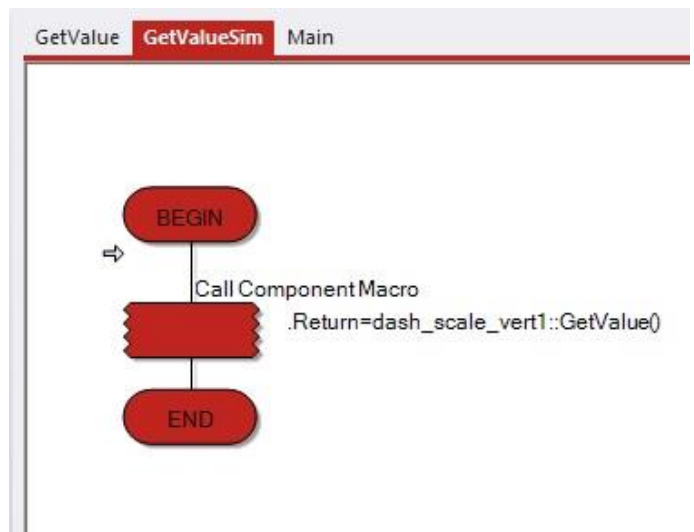 GetValue GetValueSim Main
BEGIN
Call Component Macro
.Return=dash_scale_vert1::GetValue()
END